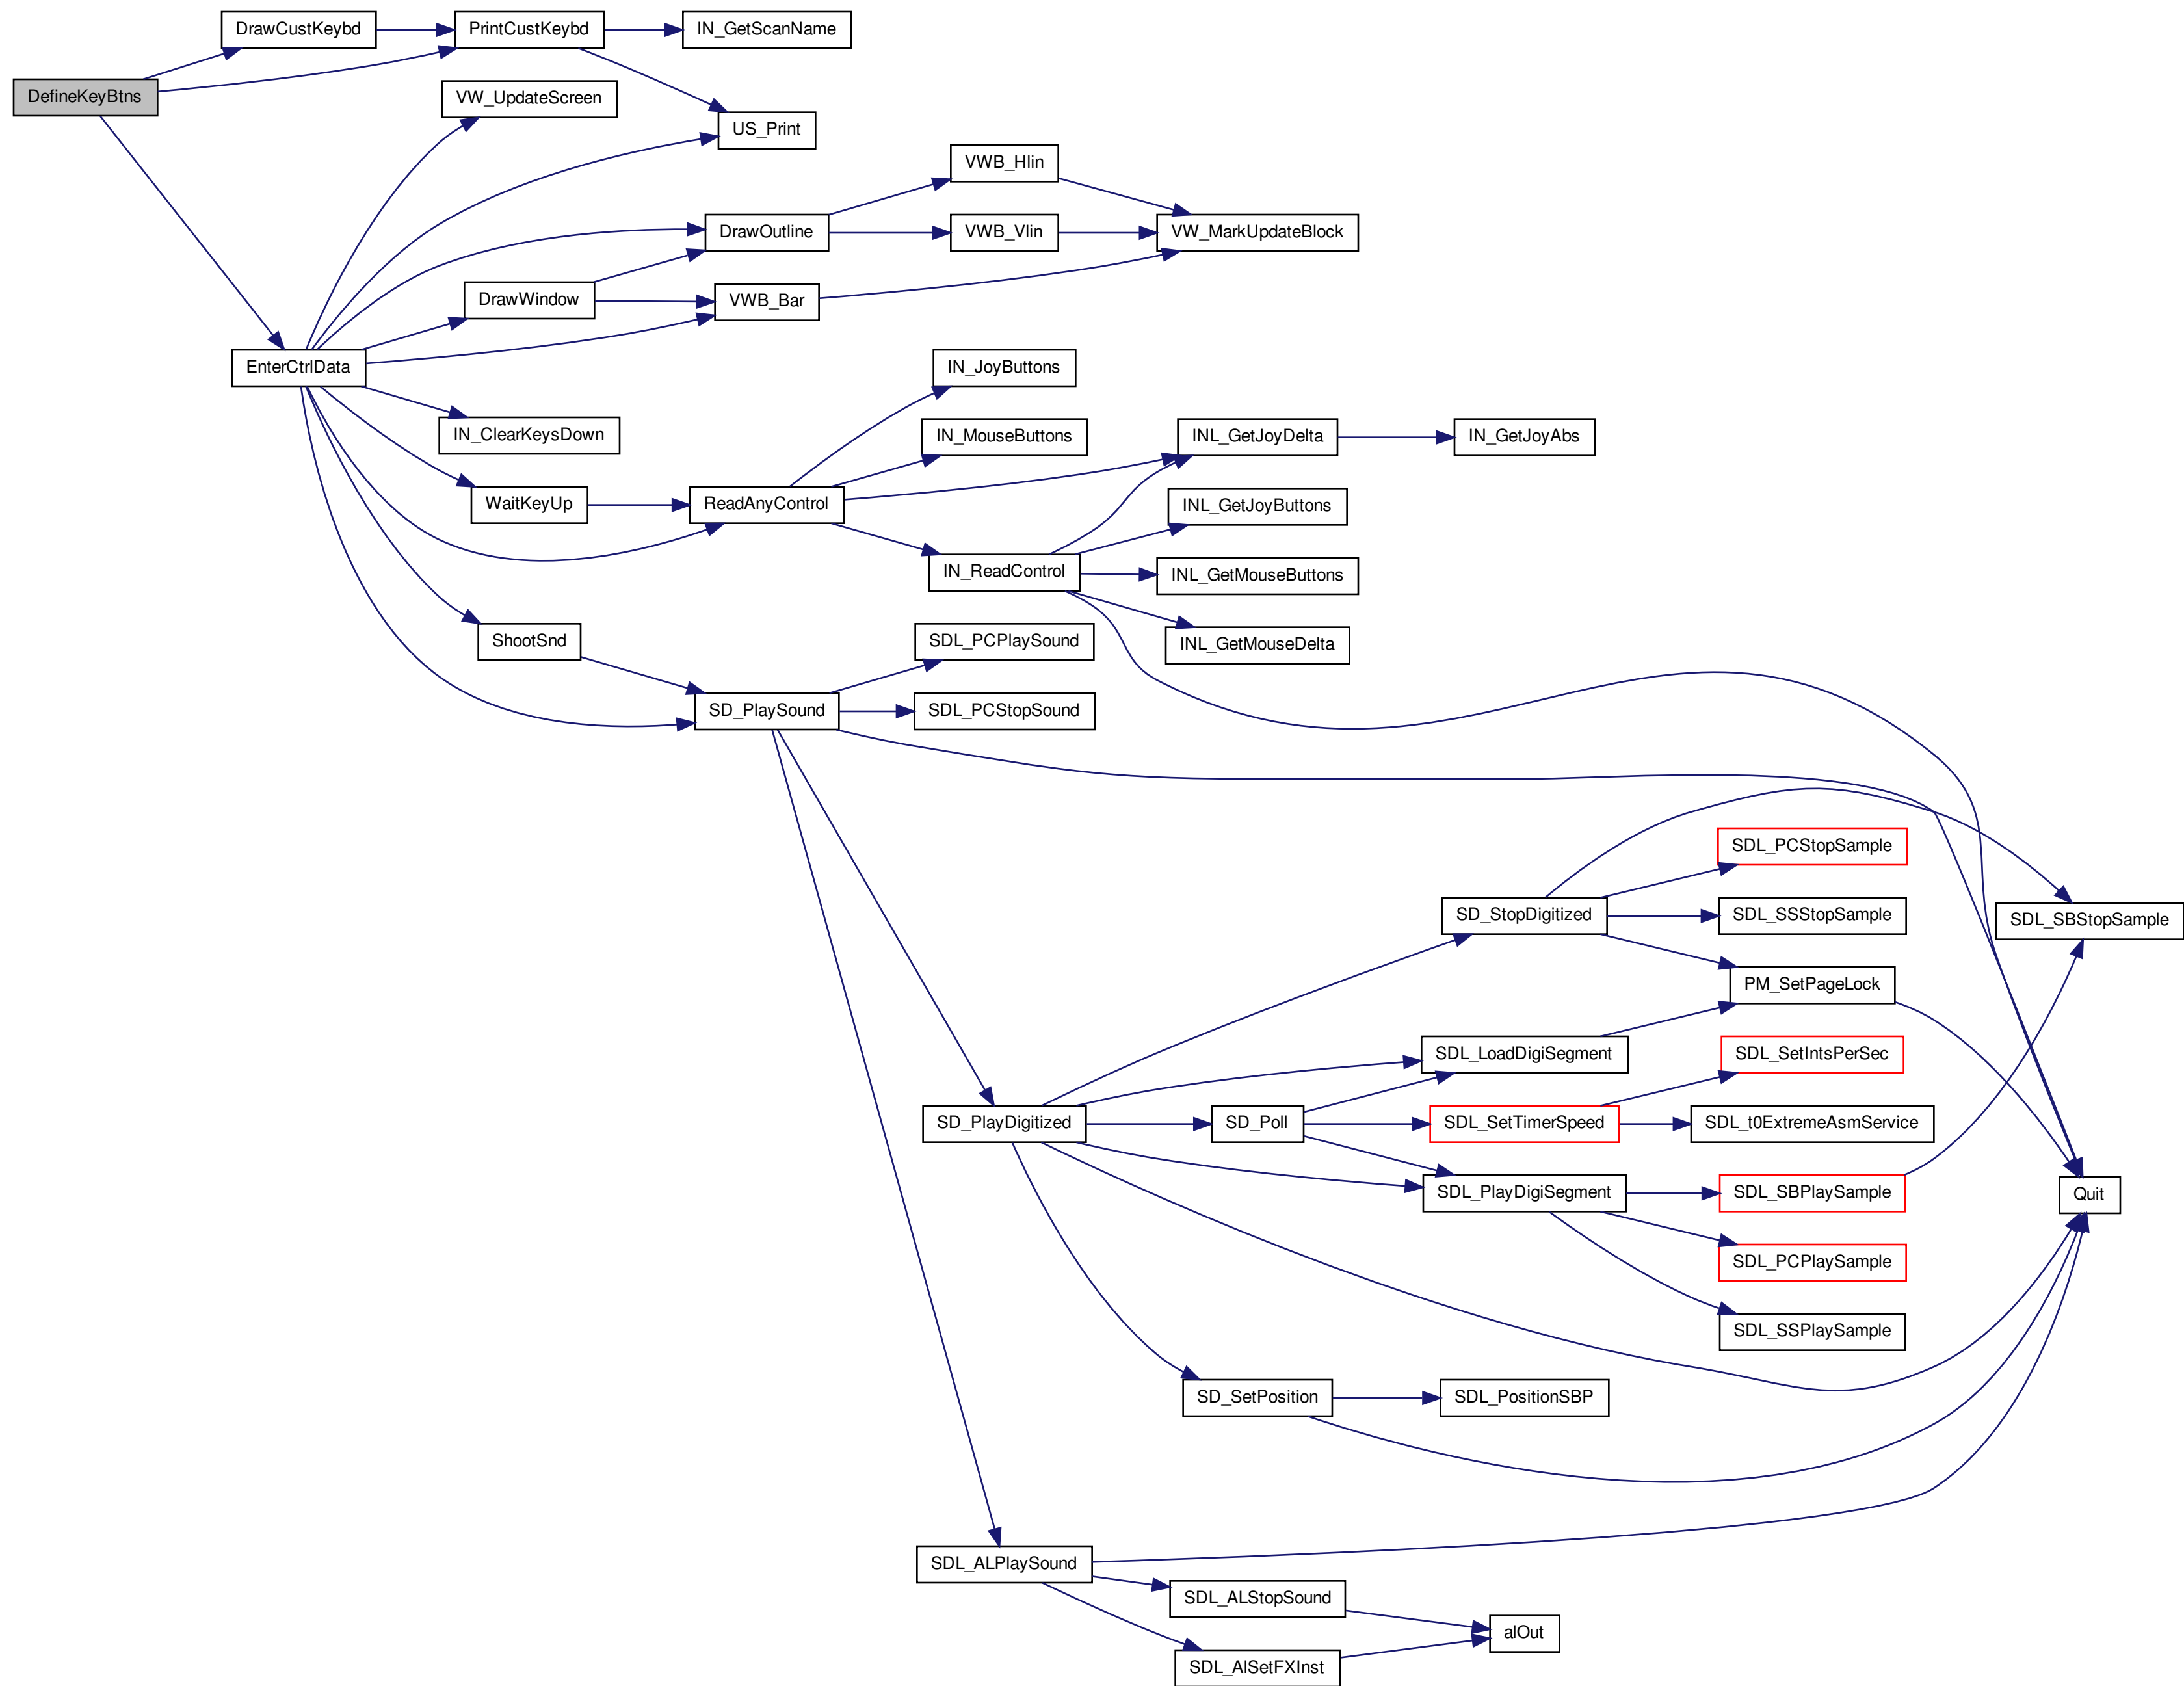 DrawCustKeybd
PrintCustKeybd
IN_GetScanName
DefineKeyBtns
VW_UpdateScreen
US_Print
VWB_Hlin
DrawOutline
VWB_Vlin
VW_MarkUpdateBlock
DrawWindow
VWB_Bar
EnterCtrlData
IN_JoyButtons
IN_ClearKeysDown
IN_MouseButtons
INL_GetJoyDelta
IN_GetJoyAbs
WaitKeyUp
ReadAnyControl
INL_GetJoyButtons
IN_ReadControl
INL_GetMouseButtons
ShootSnd
SDL_PCPlaySound
INL_GetMouseDelta
SD_PlaySound
SDL_PCStopSound
SDL_PCStopSample
SD_StopDigitized
SDL_SSStopSample
SDL_SBStopSample
PM_SetPageLock
SDL_LoadDigiSegment
SDL_SetIntsPerSec
SD_PlayDigitized
SD_Poll
SDL_SetTimerSpeed
SDL_t0ExtremeAsmService
SDL_PlayDigiSegment
SDL_SBPlaySample
Quit
SDL_PCPlaySample
SDL_SSPlaySample
SD_SetPosition
SDL_PositionSBP
SDL_ALPlaySound
SDL_ALStopSound
alOut
SDL_AlSetFXInst